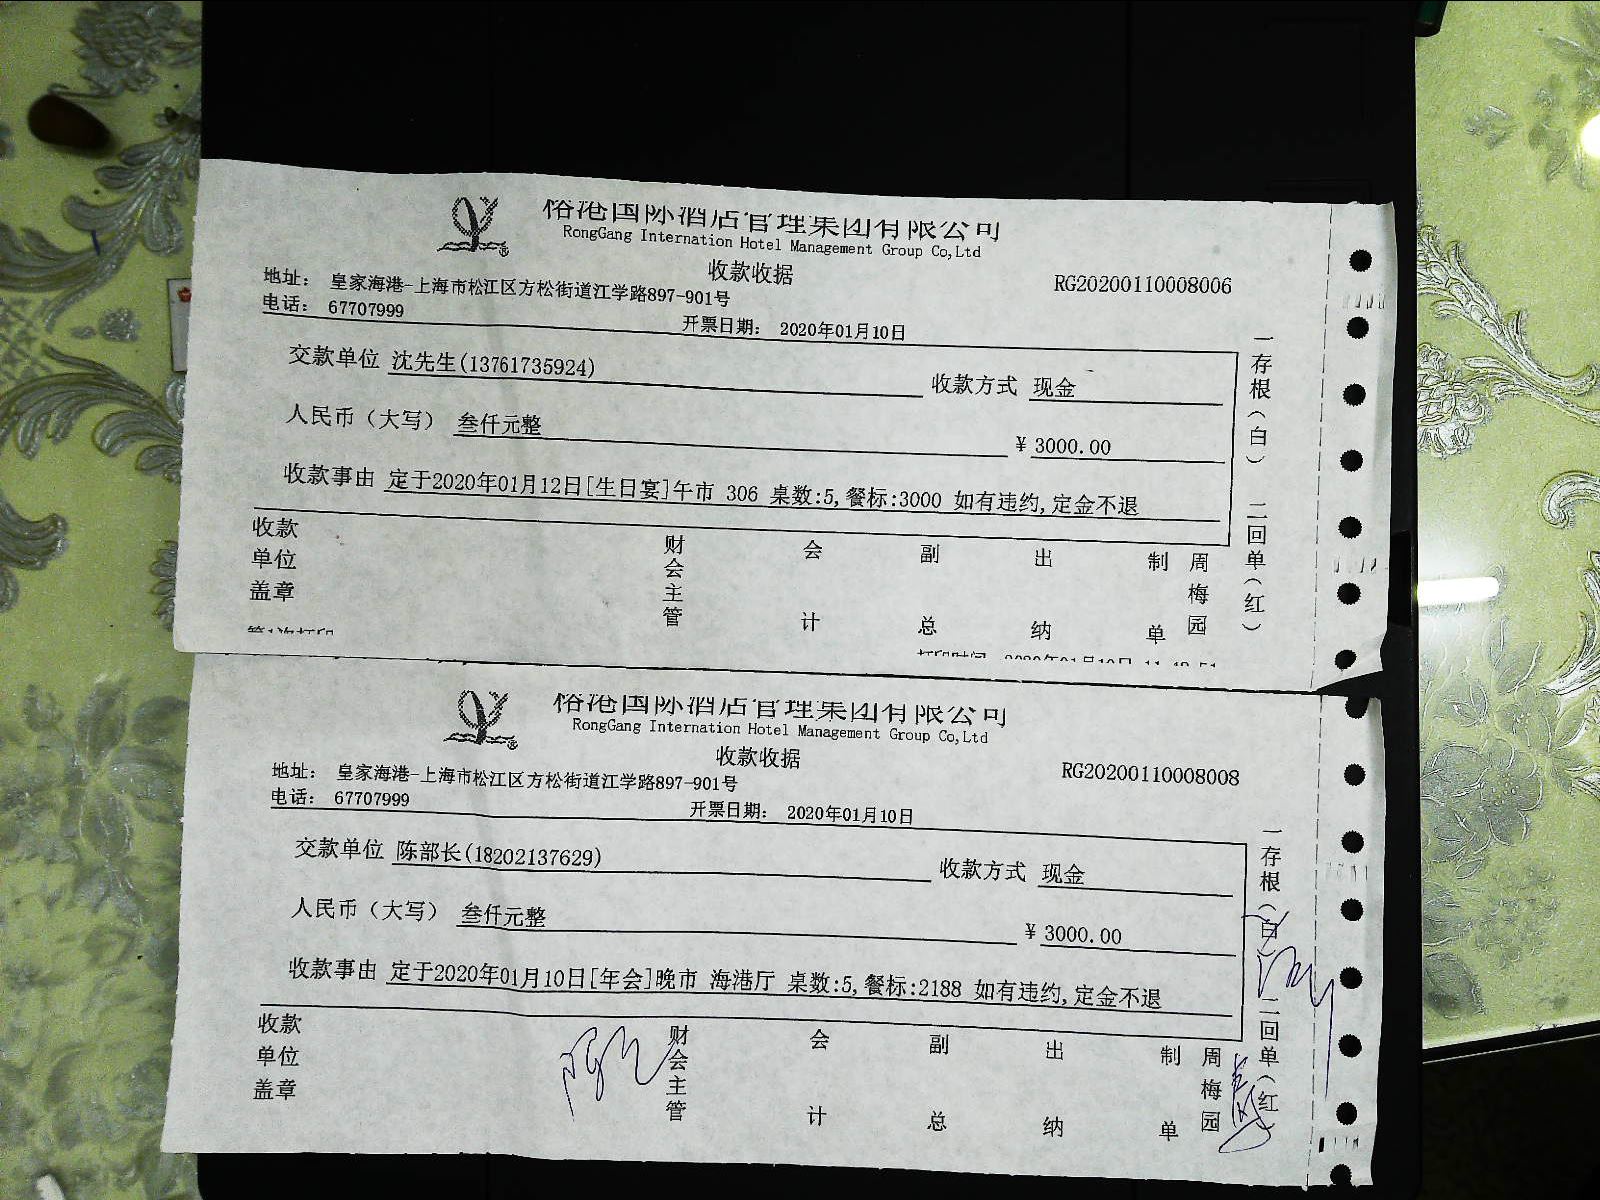 榕港国际酒店管理集团有限公司
RongGang Internation Hotel Management Group Co,Ltd
收款收据
RG20200110008006
地址： 皇家海港-上海市松江区方松街道江学路897-901号
电话： 67707999
开票日期： 2020年01月10日
交款单位 沈先生(13761735924)
收款方式 现金
人民币（大写） 叁仟元整
¥ 3000.00
收款事由 定于2020年01月12日[生日宴]午市 306 桌数:5,餐标:3000 如有违约,定金不退
收款单位盖章
财会主管
会计
副总
出纳
制单
周梅园
一存根（白） 二回单（红）
第1次打印
榕港国际酒店管理集团有限公司
RongGang Internation Hotel Management Group Co,Ltd
收款收据
RG20200110008008
地址： 皇家海港-上海市松江区方松街道江学路897-901号
电话： 67707999
开票日期： 2020年01月10日
交款单位 陈部长(18202137629)
收款方式 现金
人民币（大写） 叁仟元整
¥ 3000.00
收款事由 定于2020年01月10日[年会]晚市 海港厅 桌数:5,餐标:2188 如有违约,定金不退
收款单位盖章
财会主管
会计
副总
出纳
制单
周梅园
一存根（白） 二回单（红）